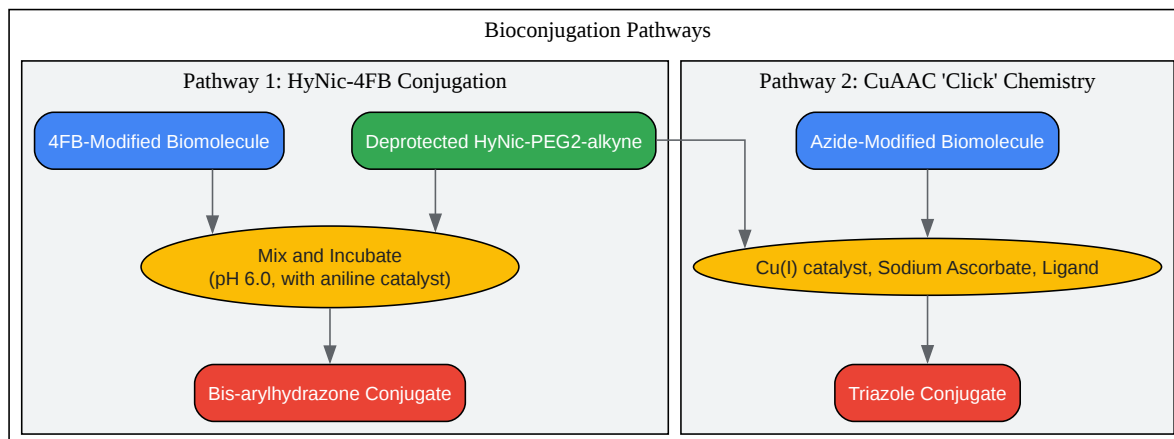 Bioconjugation Pathways
Pathway 1: HyNic-4FB Conjugation
Pathway 2: CuAAC 'Click' Chemistry
4FB-Modified Biomolecule
Deprotected HyNic-PEG2-alkyne
Azide-Modified Biomolecule
Mix and Incubate
(pH 6.0, with aniline catalyst)
Cu(I) catalyst, Sodium Ascorbate, Ligand
Bis-arylhydrazone Conjugate
Triazole Conjugate